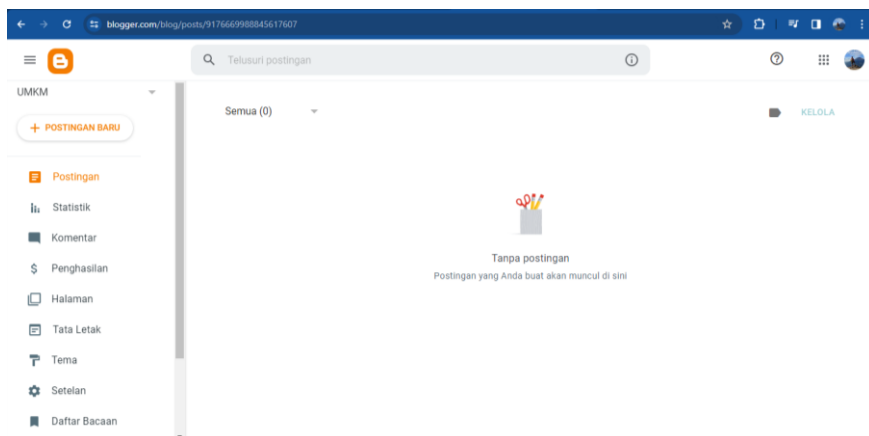 blogger.com/blog/posts/9176669988845617607
Telusuri postingan
UMKM
Semua (0)
KELOLA
+ POSTINGAN BARU
Postingan
Statistik
Komentar
Penghasilan
Halaman
Tata Letak
Tema
Setelan
Daftar Bacaan
Tanpa postingan
Postingan yang Anda buat akan muncul di sini